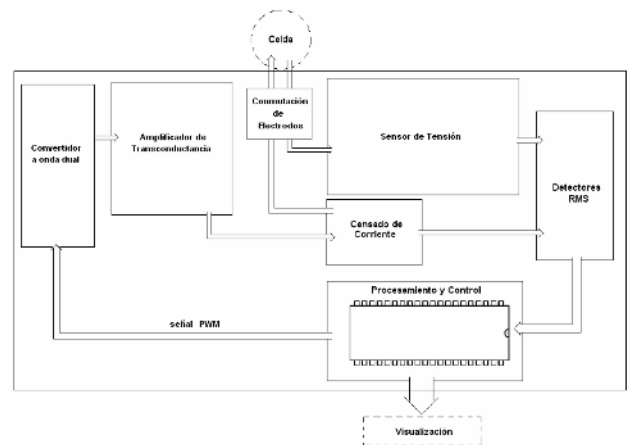 Celda
Convertidor
a onda dual
Amplificador de
Transconductancia
Conmutación
de
Electrodos
Sensor de Tensión
Detectores
RMS
Censado de
Corriente
Procesamiento y Control
señal PWM
Visualización